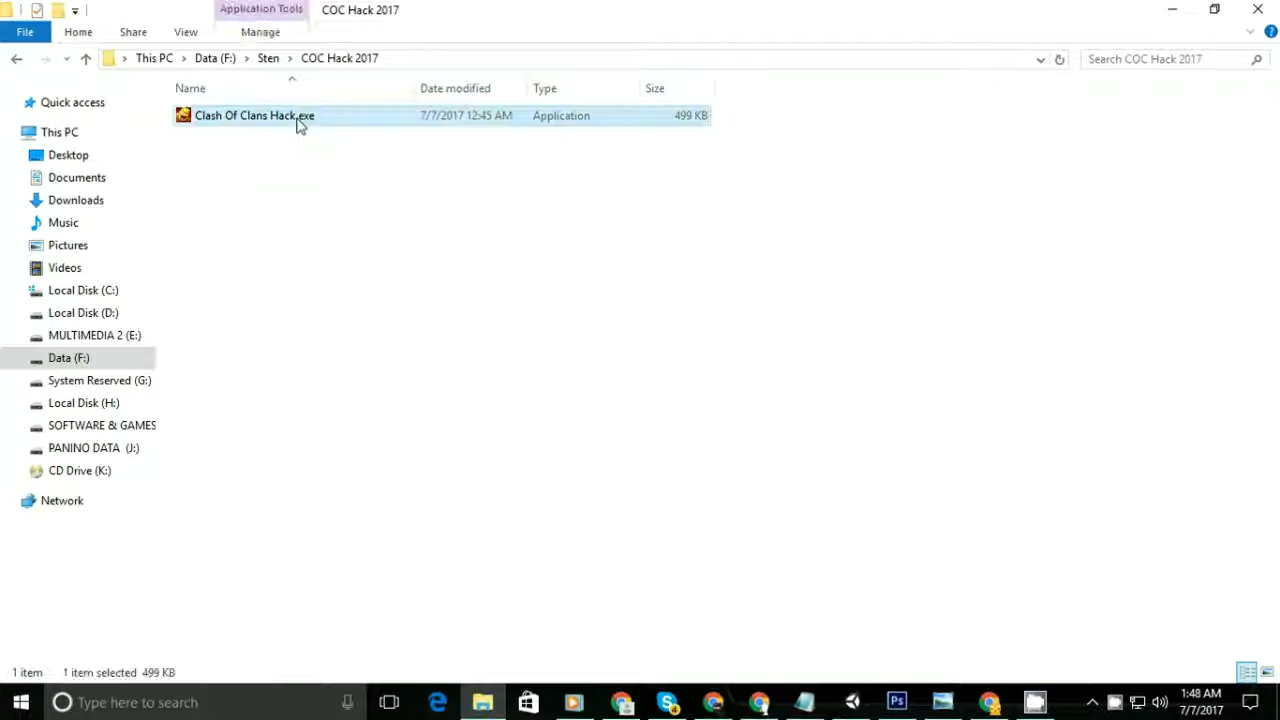 Application Tools
COC Hack 2017
File
Home
Share
View
Manage
This PC
Data (F:)
Sten
COC Hack 2017
Search COC Hack 2017
Name
Date modified
Type
Size
Clash Of Clans Hack.exe
7/7/2017 12:45 AM
Application
499 KB
Quick access
This PC
Desktop
Documents
Downloads
Music
Pictures
Videos
Local Disk (C:)
Local Disk (D:)
MULTIMEDIA 2 (E:)
Data (F:)
System Reserved (G:)
Local Disk (H:)
SOFTWARE & GAMES
PANINO DATA (J:)
CD Drive (K:)
Network
1 item
1 item selected 499 KB
Type here to search
Ps
1:48 AM
7/7/2017